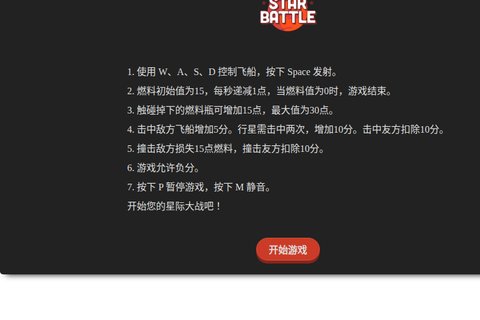 STAR
BATTLE
1. 使用 W、A、S、D 控制飞船，按下 Space 发射。
2. 燃料初始值为15，每秒递减1点，当燃料值为0时，游戏结束。
3. 触碰掉下的燃料瓶可增加15点，最大值为30点。
4. 击中敌方飞船增加5分。行星需击中两次，增加10分。击中友方扣除10分。
5. 撞击敌方损失15点燃料，撞击友方扣除10分。
6. 游戏允许负分。
7. 按下 P 暂停游戏，按下 M 静音。
开始您的星际大战吧！
开始游戏